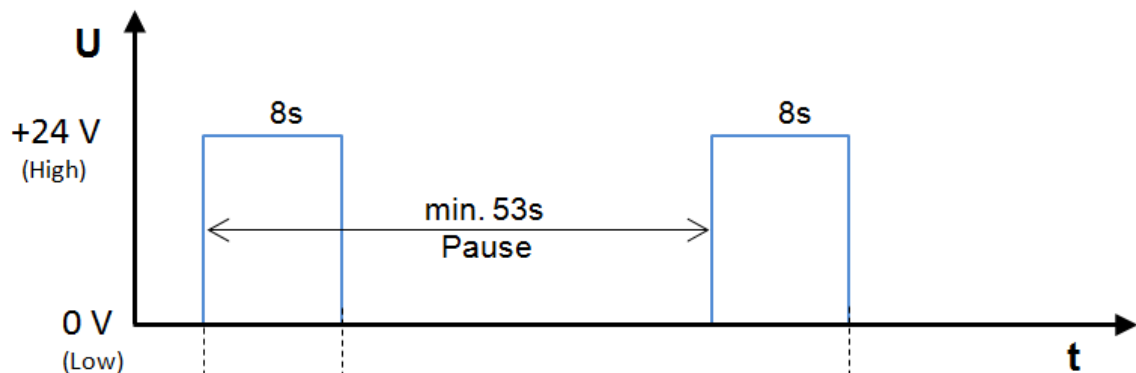 U
8s
8s
+24 V
(High)
min. 53s
Pause
0 V
(Low)
t